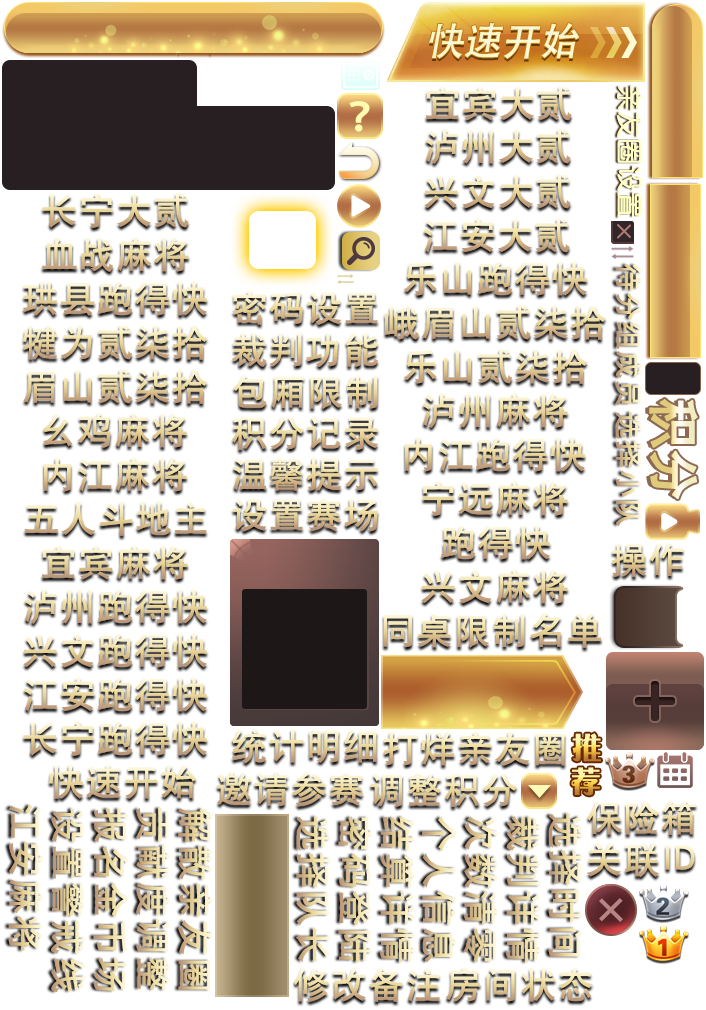 快速开始
?
宜宾大贰
泸州大贰
兴文大贰
江安大贰
乐山跑得快
峨眉山贰柒拾
乐山贰柒拾
泸州麻将
内江跑得快
宁远麻将
跑得快
兴文麻将
同桌限制名单
亲友圈设置
待分组成员
选择小队
积分
操作
长宁大贰
血战麻将
珙县跑得快
犍为贰柒拾
眉山贰柒拾
幺鸡麻将
内江麻将
五人斗地主
宜宾麻将
泸州跑得快
兴文跑得快
江安跑得快
长宁跑得快
快速开始
密码设置
裁判功能
包厢限制
积分记录
温馨提示
设置赛场
统计明细
打烊亲友圈
推荐
邀请参赛
调整积分
3
保险箱
关联ID
2
1
江安麻将
设置警戒线
报名金市场
贡献度调整
解散亲友圈
选择队长
密码登陆
结算详情
个人信息
次数清零
裁判详情
选择时间
修改备注
房间状态